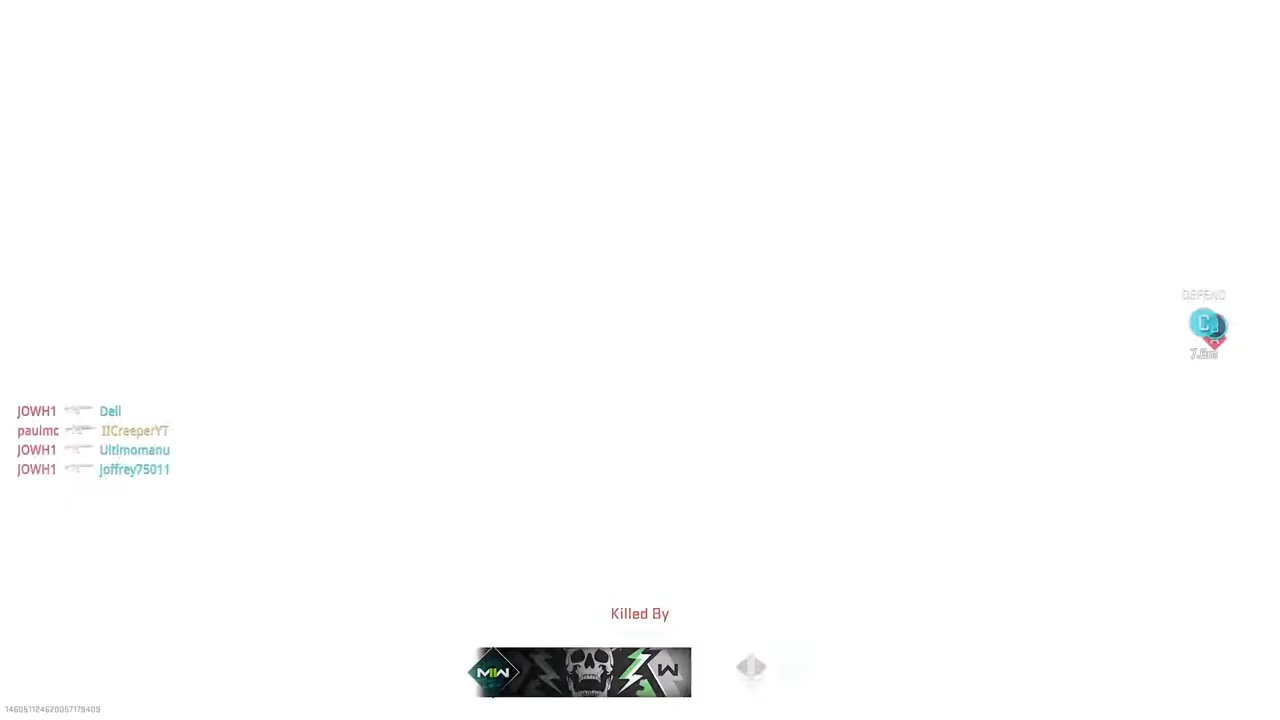 DEFEND
C
JOWH1 Dell
paulmc IICreeperYT
JOWH1 Ultimomanu
JOWH1 Joffrey75011
Killed By
MW